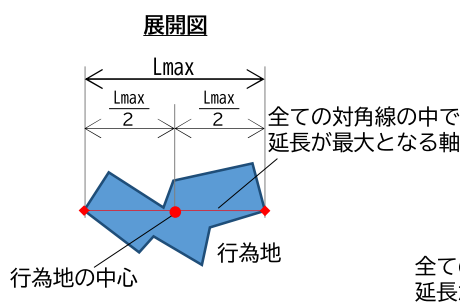 展開図
Lmax
Lmax
2
Lmax
2
全ての対角線の中で
延長が最大となる軸
行為地
行為地の中心
全ての
延長